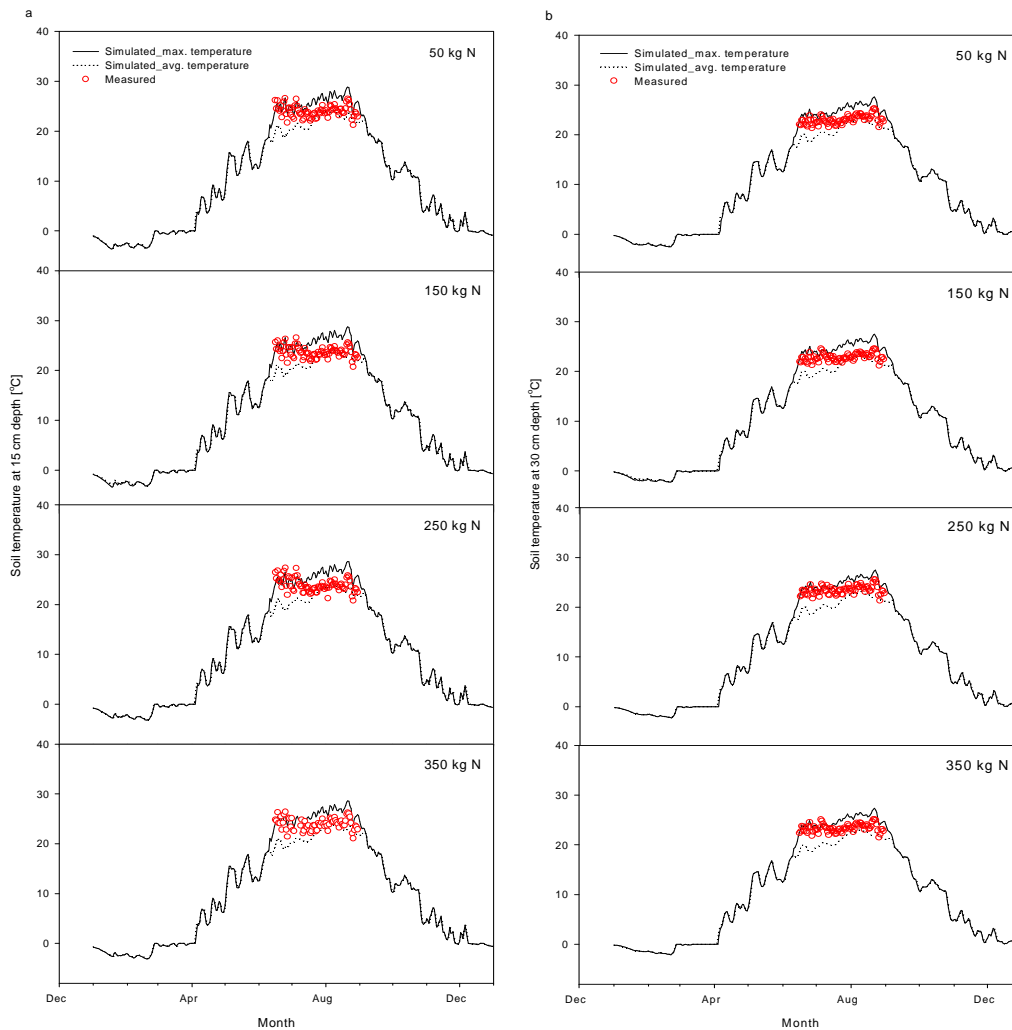 a
40
30
20
10
0
40
30
20
10
0
40
30
20
10
0
40
30
20
10
0
Simulated_max. temperature
Simulated_avg. temperature
Measured
50 kg N
150 kg N
250 kg N
350 kg N
Soil temperature at 15 cm depth [°C]
Dec
Apr
Aug
Dec
Month
b
40
30
20
10
0
40
30
20
10
0
40
30
20
10
0
40
30
20
10
0
Simulated_max. temperature
Simulated_avg. temperature
Measured
50 kg N
150 kg N
250 kg N
350 kg N
Soil temperature at 30 cm depth [°C]
Dec
Apr
Aug
Dec
Month